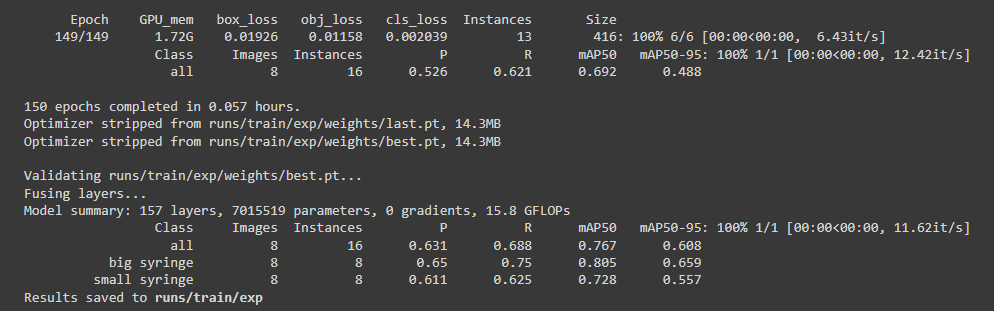 Epoch GPU_mem box_loss obj_loss cls_loss Instances Size
149/149 1.72G 0.01926 0.01158 0.002039 13 416: 100% 6/6 [00:00<00:00, 6.43it/s]
Class Images Instances P R mAP50 mAP50-95: 100% 1/1 [00:00<00:00, 12.42it/s]
all 8 16 0.526 0.621 0.692 0.488
150 epochs completed in 0.057 hours.
Optimizer stripped from runs/train/exp/weights/last.pt, 14.3MB
Optimizer stripped from runs/train/exp/weights/best.pt, 14.3MB
Validating runs/train/exp/weights/best.pt...
Fusing layers...
Model summary: 157 layers, 7015519 parameters, 0 gradients, 15.8 GFLOPs
Class Images Instances P R mAP50 mAP50-95: 100% 1/1 [00:00<00:00, 11.62it/s]
all 8 16 0.631 0.688 0.767 0.608
big syringe 8 8 0.65 0.75 0.805 0.659
small syringe 8 8 0.611 0.625 0.728 0.557
Results saved to runs/train/exp